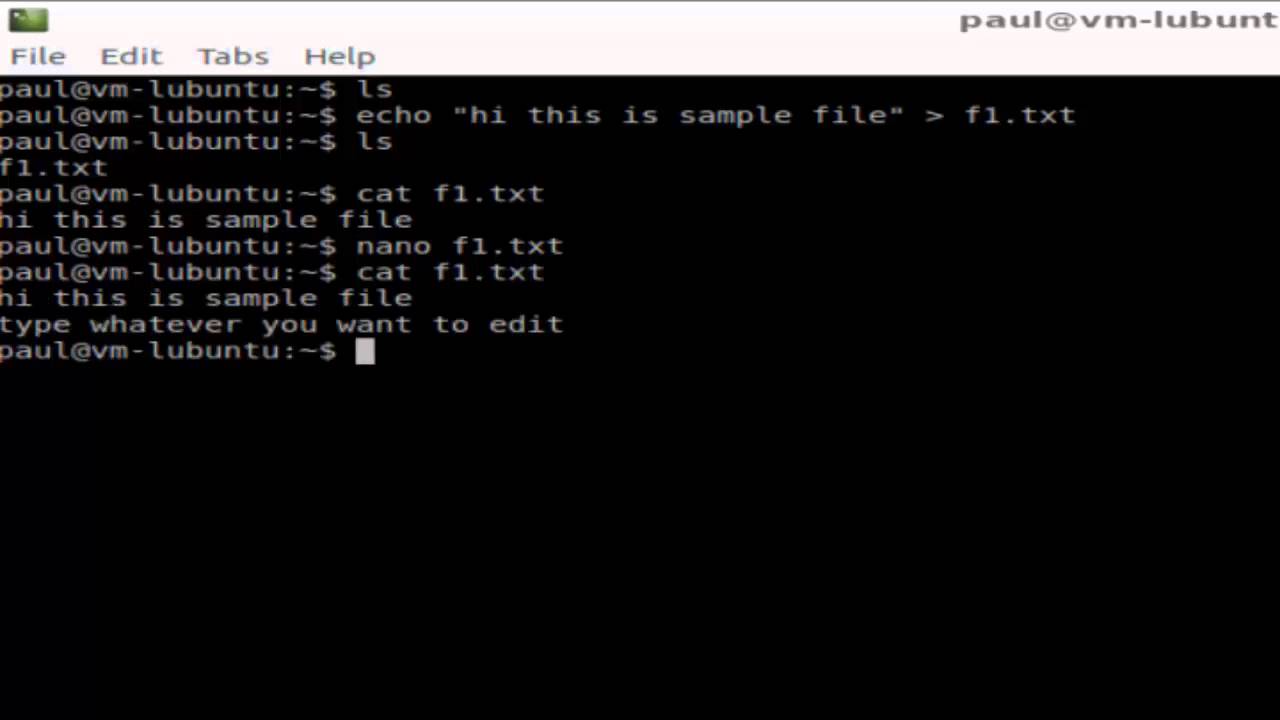 paul@vm-lubunt
File Edit Tabs Help
paul@vm-lubuntu:~$ ls
paul@vm-lubuntu:~$ echo "hi this is sample file" > f1.txt
paul@vm-lubuntu:~$ ls
f1.txt
paul@vm-lubuntu:~$ cat f1.txt
hi this is sample file
paul@vm-lubuntu:~$ nano f1.txt
paul@vm-lubuntu:~$ cat f1.txt
hi this is sample file
type whatever you want to edit
paul@vm-lubuntu:~$